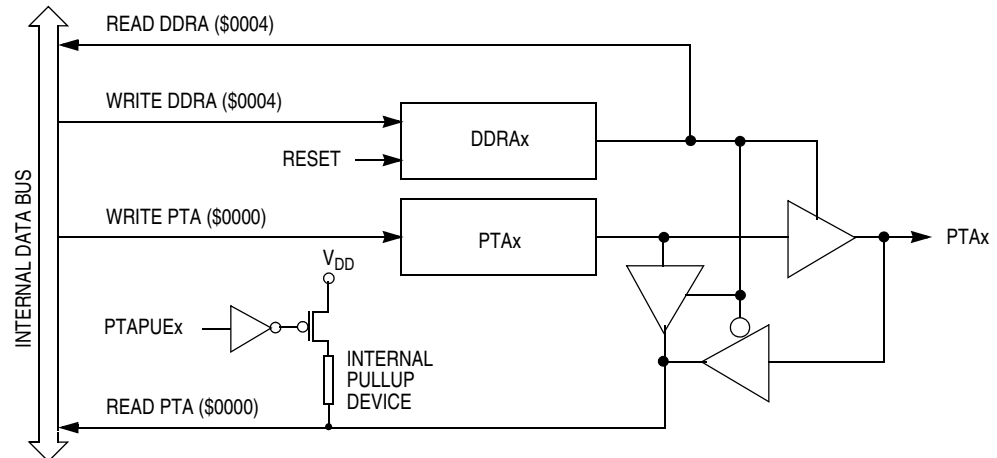 READ DDRA ($0004)
WRITE DDRA ($0004)
DDRAx
RESET
INTERNAL DATA BUS
WRITE PTA ($0000)
PTAx
PTAx
VDD
PTAPUEx
INTERNAL
PULLUP
DEVICE
READ PTA ($0000)